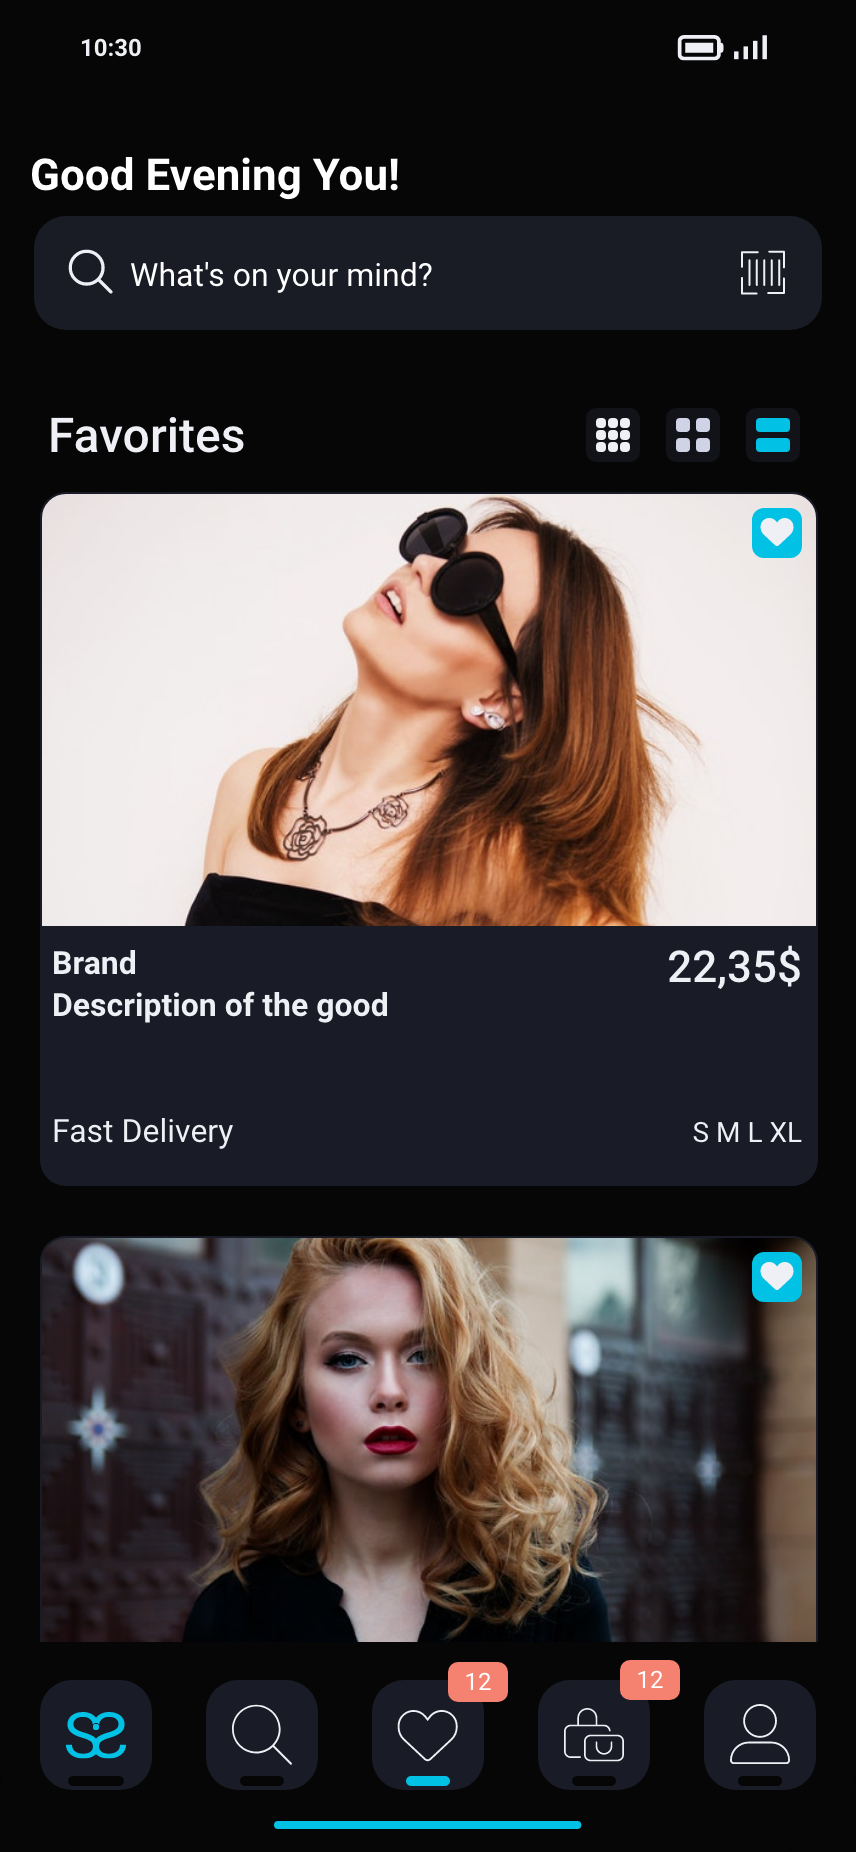 10:30
Good Evening You!
What's on your mind?
Favorites
Brand
22,35$
Description of the good
Fast Delivery
S M L XL
12
12